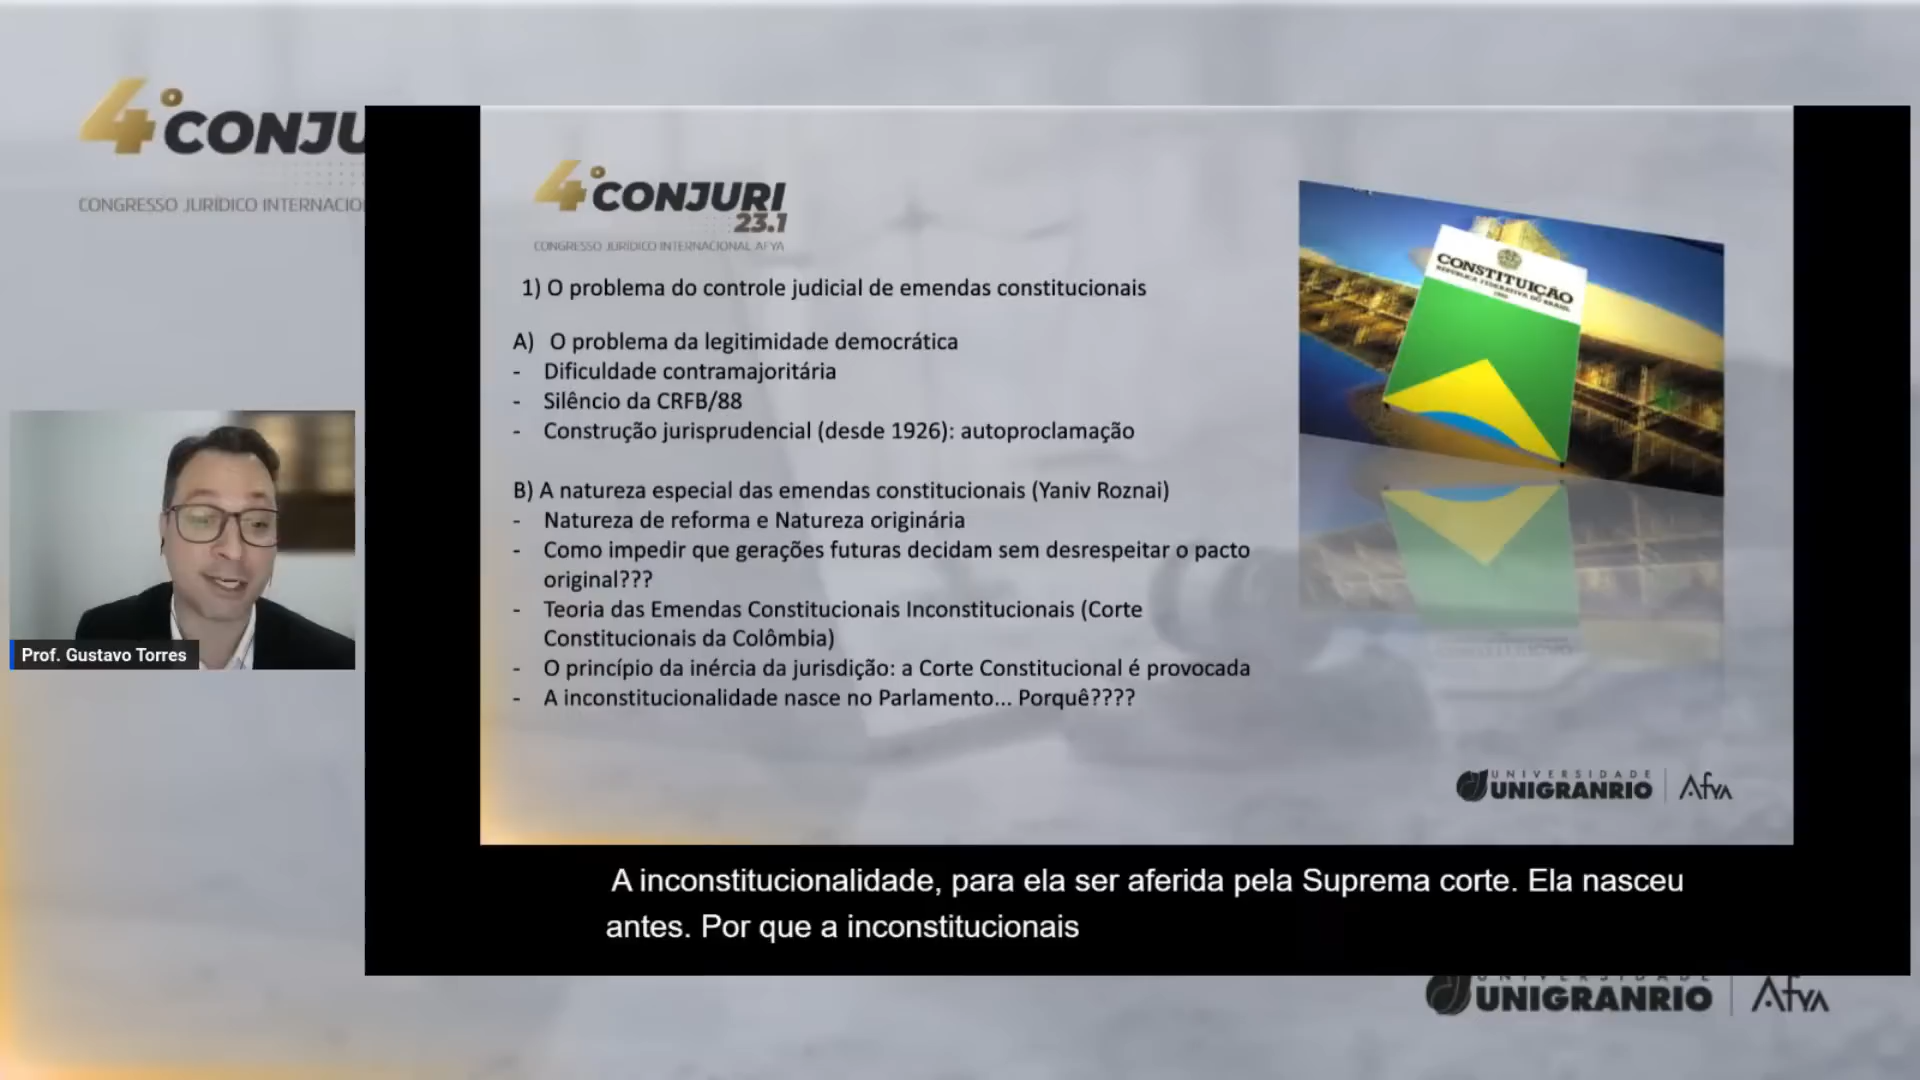 4º CONJU
CONGRESSO JURÍDICO INTERNACIO
4º CONJURI
23.1
CONGRESSO JURÍDICO INTERNACIONAL AFYA
1) O problema do controle judicial de emendas constitucionais
A) O problema da legitimidade democrática
- Dificuldade contramajoritária
- Silêncio da CRFB/88
- Construção jurisprudencial (desde 1926): autoproclamação
B) A natureza especial das emendas constitucionais (Yaniv Roznai)
- Natureza de reforma e Natureza originária
- Como impedir que gerações futuras decidam sem desrespeitar o pacto
original???
- Teoria das Emendas Constitucionais Inconstitucionais (Corte
Constitucionais da Colômbia)
- O princípio da inércia da jurisdição: a Corte Constitucional é provocada
- A inconstitucionalidade nasce no Parlamento... Porquê????
CONSTITUIÇÃO
REPÚBLICA FEDERATIVA DO BRASIL
Prof. Gustavo Torres
UNIVERSIDADE
UNIGRANRIO
Afya
A inconstitucionalidade, para ela ser aferida pela Suprema corte. Ela nasceu
antes. Por que a inconstitucionais
UNIVERSIDADE
UNIGRANRIO
Afya